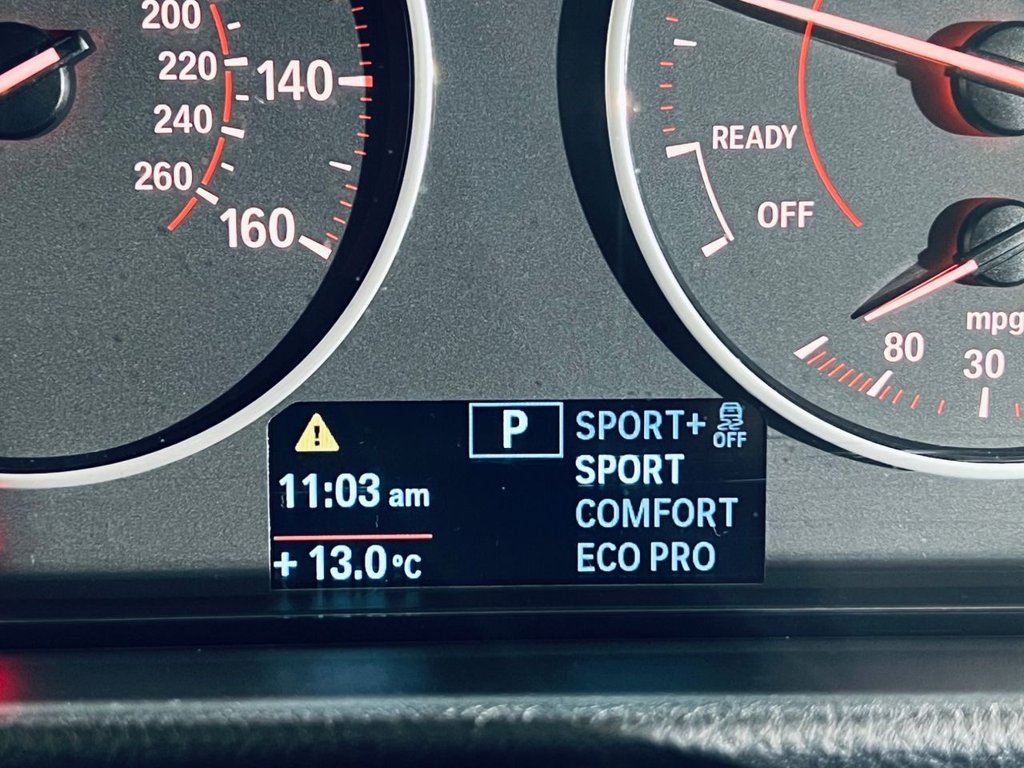 200
220
240
260
140
160
READY
OFF
mpg
80
30
P
SPORT+
OFF
SPORT
COMFORT
ECO PRO
11:03 am
+ 13.0 °C